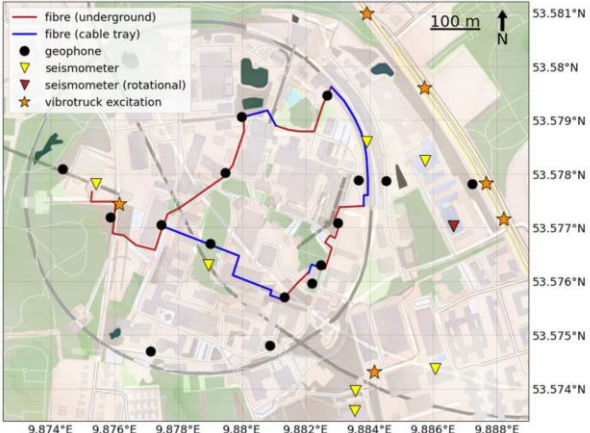 fibre (underground)
fibre (cable tray)
geophone
seismometer
seismometer (rotational)
vibrotruck excitation
100 m
N
53.581°N
53.58°N
53.579°N
53.578°N
53.577°N
53.576°N
53.575°N
53.574°N
9.874°E 9.876°E 9.878°E 9.88°E 9.882°E 9.884°E 9.886°E 9.888°E